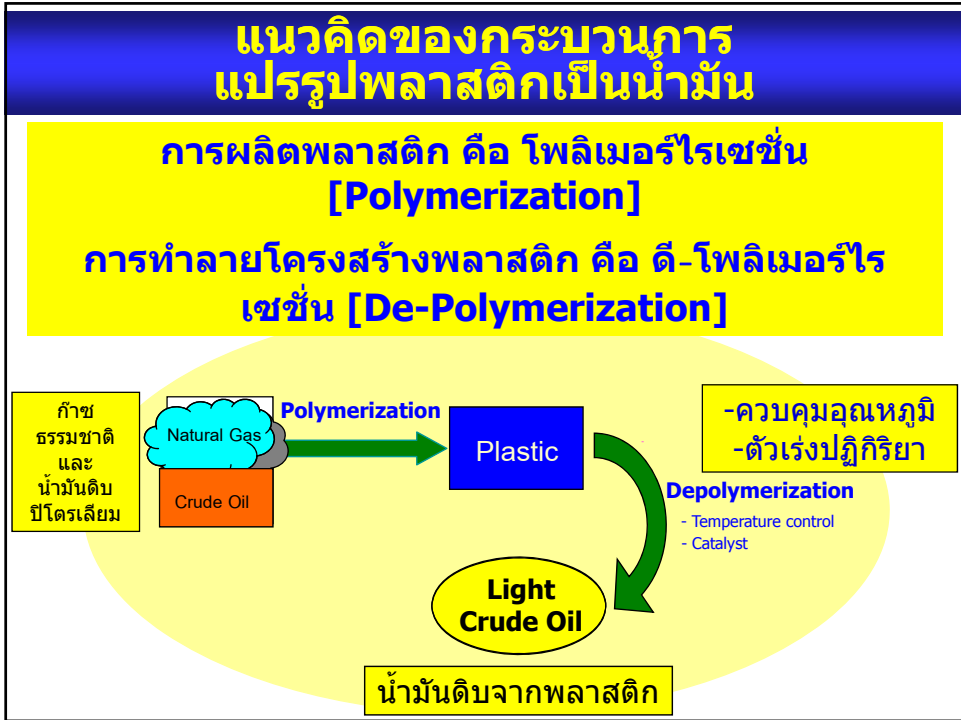 แนวคิดของกระบวนการ
แปรรูปพลาสติกเป็นน้ำมัน
การผลิตพลาสติก คือ โพลิเมอร์ไรเซชั่น
[Polymerization]
การทำลายโครงสร้างพลาสติก คือ ดี-โพลิเมอร์ไร
เซชั่น [De-Polymerization]
ก๊าซ
ธรรมชาติ
และ
น้ำมันดิบ
ปิโตรเลียม
Natural Gas
Crude Oil
Polymerization
Plastic
-ควบคุมอุณหภูมิ
-ตัวเร่งปฏิกิริยา
Depolymerization
- Temperature control
- Catalyst
Light
Crude Oil
น้ำมันดิบจากพลาสติก